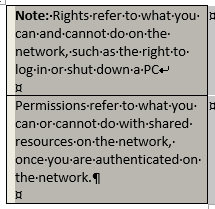 Note: Rights refer to what you
can and cannot do on the
network, such as the right to
log in or shut down a PC↵
¤
Permissions refer to what you
can or cannot do with shared
resources on the network,
once you are authenticated on
the network.¶
¤